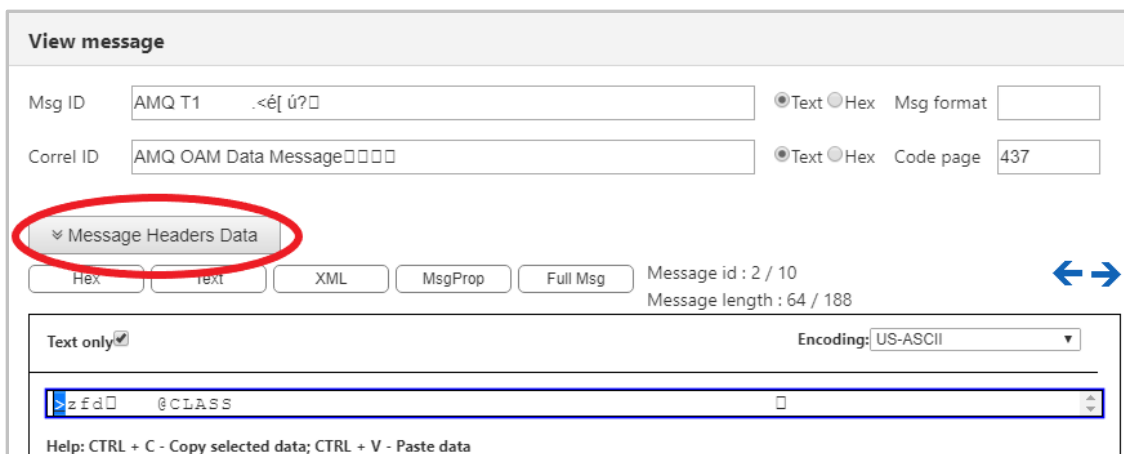 View message
Msg ID AMQ T1 .<é[ ú?□ Text Hex Msg format
Correl ID AMQ OAM Data Message□□□□ Text Hex Code page 437
Message Headers Data
Hex Text XML MsgProp Full Msg Message id : 2 / 10
Message length : 64 / 188
Text only Encoding: US-ASCII
>zfd□ @CLASS □
Help: CTRL + C - Copy selected data; CTRL + V - Paste data